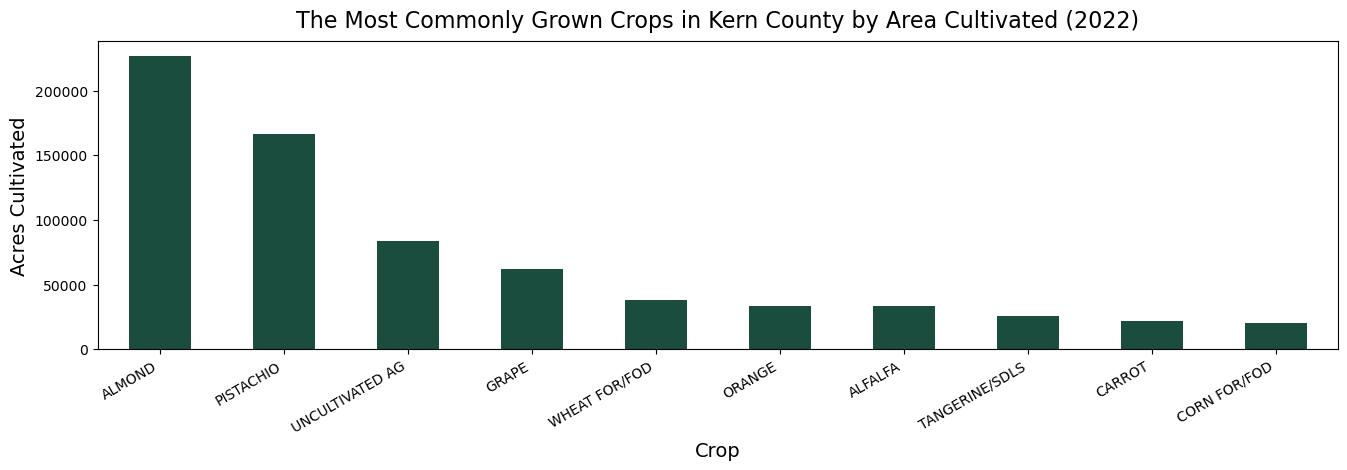 The Most Commonly Grown Crops in Kern County by Area Cultivated (2022)
Acres Cultivated
200000
150000
100000
50000
0
ALMOND
PISTACHIO
UNCULTIVATED AG
GRAPE
WHEAT FOR/FOD
ORANGE
ALFALFA
TANGERINE/SDLS
CARROT
CORN FOR/FOD
Crop